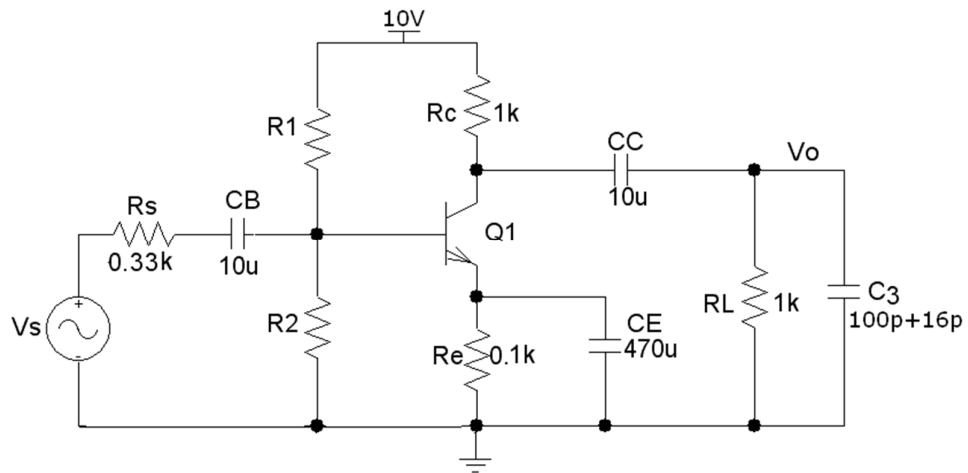 10V
Rc
1k
R1
CC
10u
Vo
Rs
0.33k
CB
10u
Q1
Vs
+
-
R2
Re
0.1k
CE
470u
RL
1k
C3
100p+16p